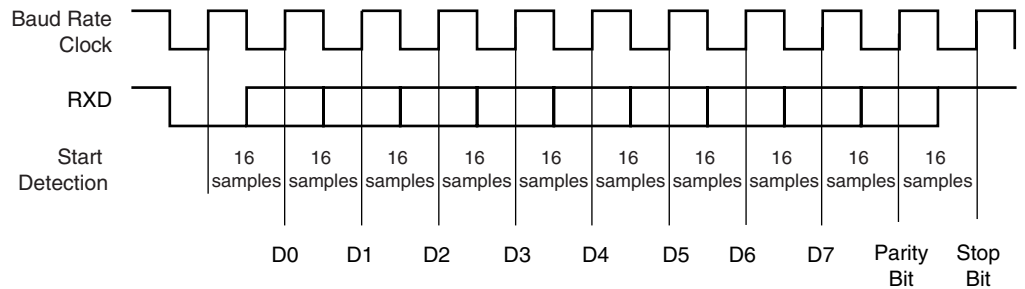 Baud Rate
Clock
RXD
Start
Detection
16 16 16 16 16 16 16 16 16 16
samples samples samples samples samples samples samples samples samples samples
D0 D1 D2 D3 D4 D5 D6 D7 Parity Stop
Bit Bit